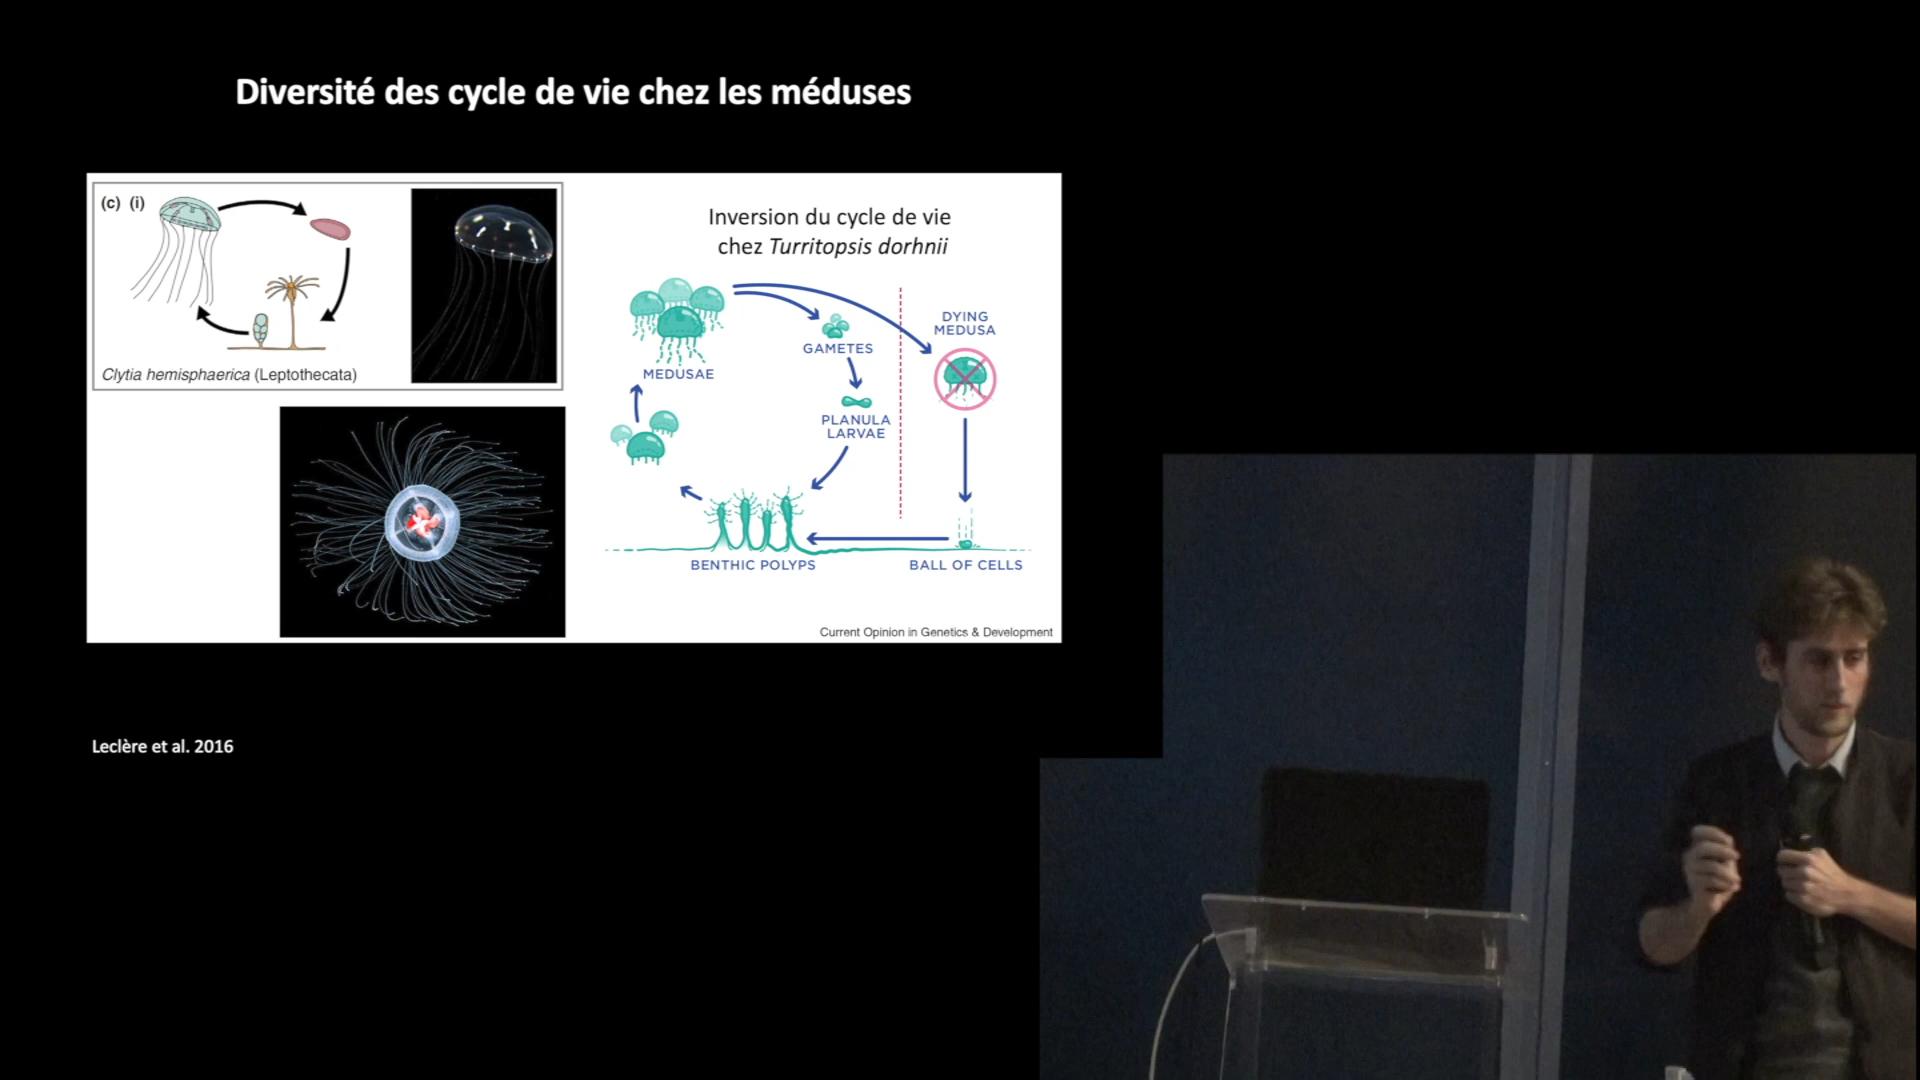 Diversité des cycle de vie chez les méduses
(c) (i)
Clytia hemisphaerica (Leptothecata)
Inversion du cycle de vie
chez Turritopsis dorhnii
MEDUSAE
GAMETES
PLANULA
LARVAE
DYING
MEDUSA
BENTHIC POLYPS
BALL OF CELLS
Current Opinion in Genetics & Development
Leclère et al. 2016